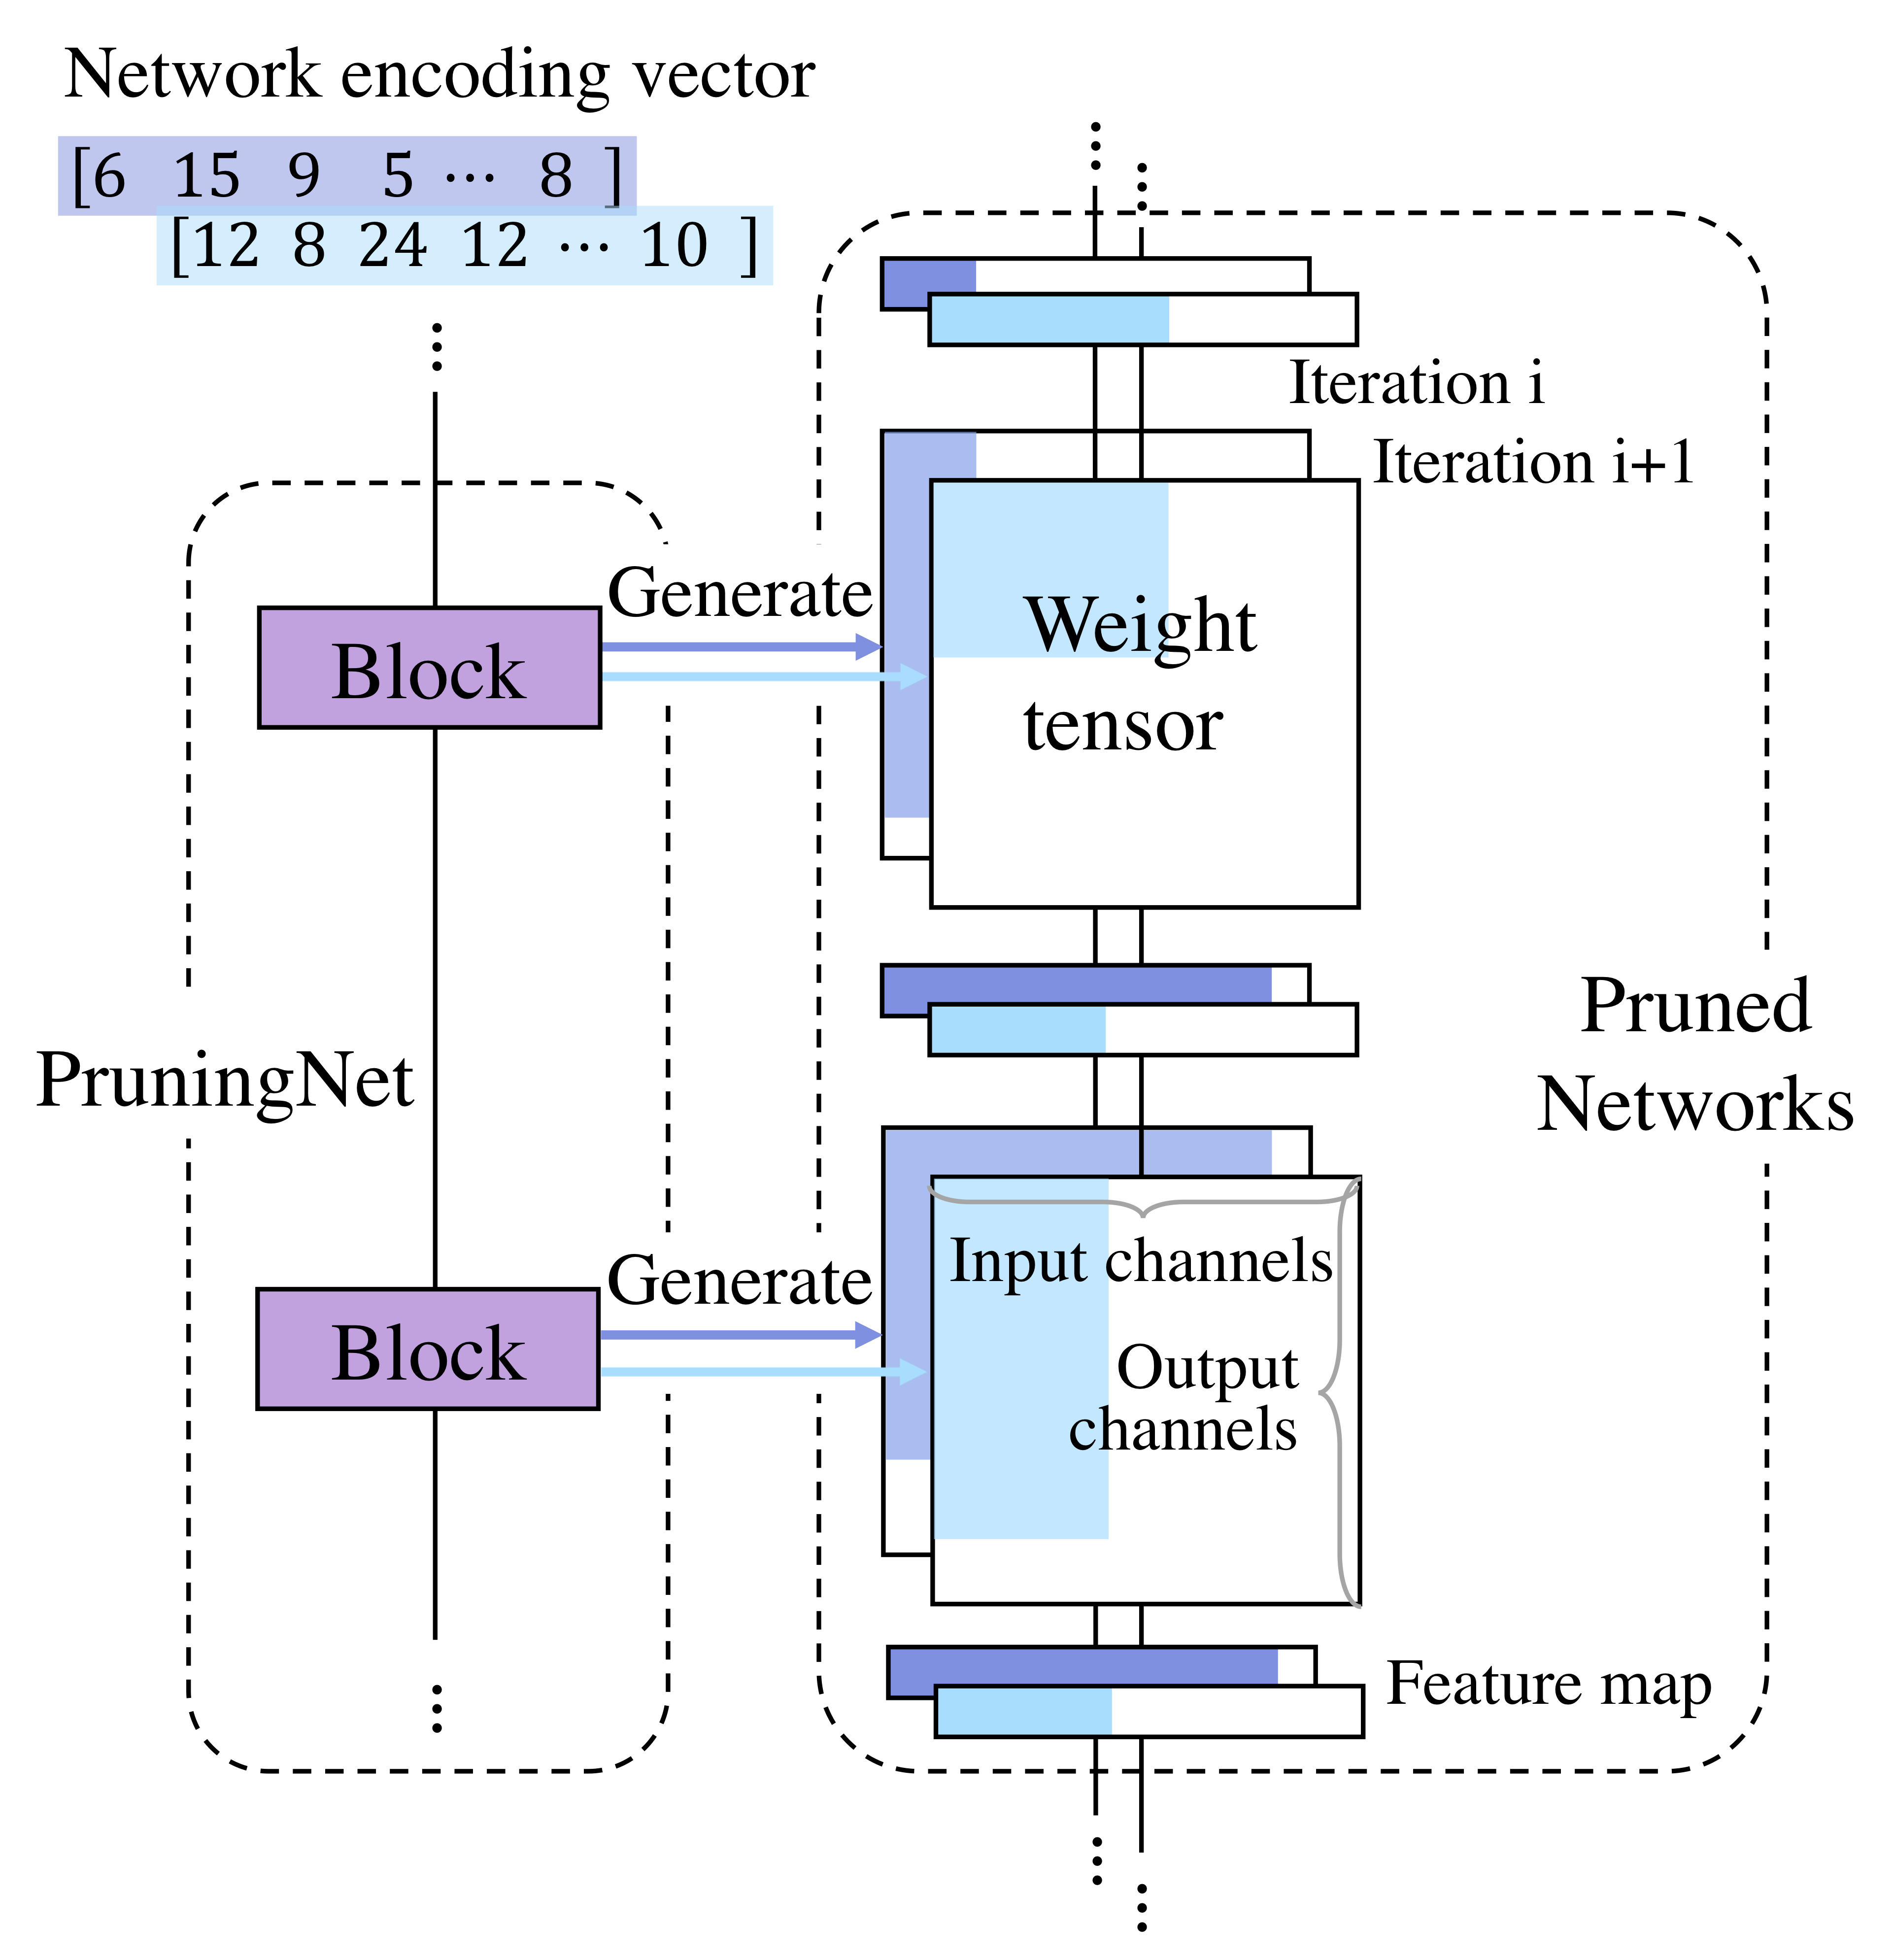 Network encoding vector
[6 15 9 5 ⋯ 8 ]
[12 8 24 12 ⋯ 10 ]
Iteration i
Iteration i+1
Generate
Block
Weight
tensor
PruningNet
Pruned
Networks
Generate
Block
Input channels
Output
channels
Feature map